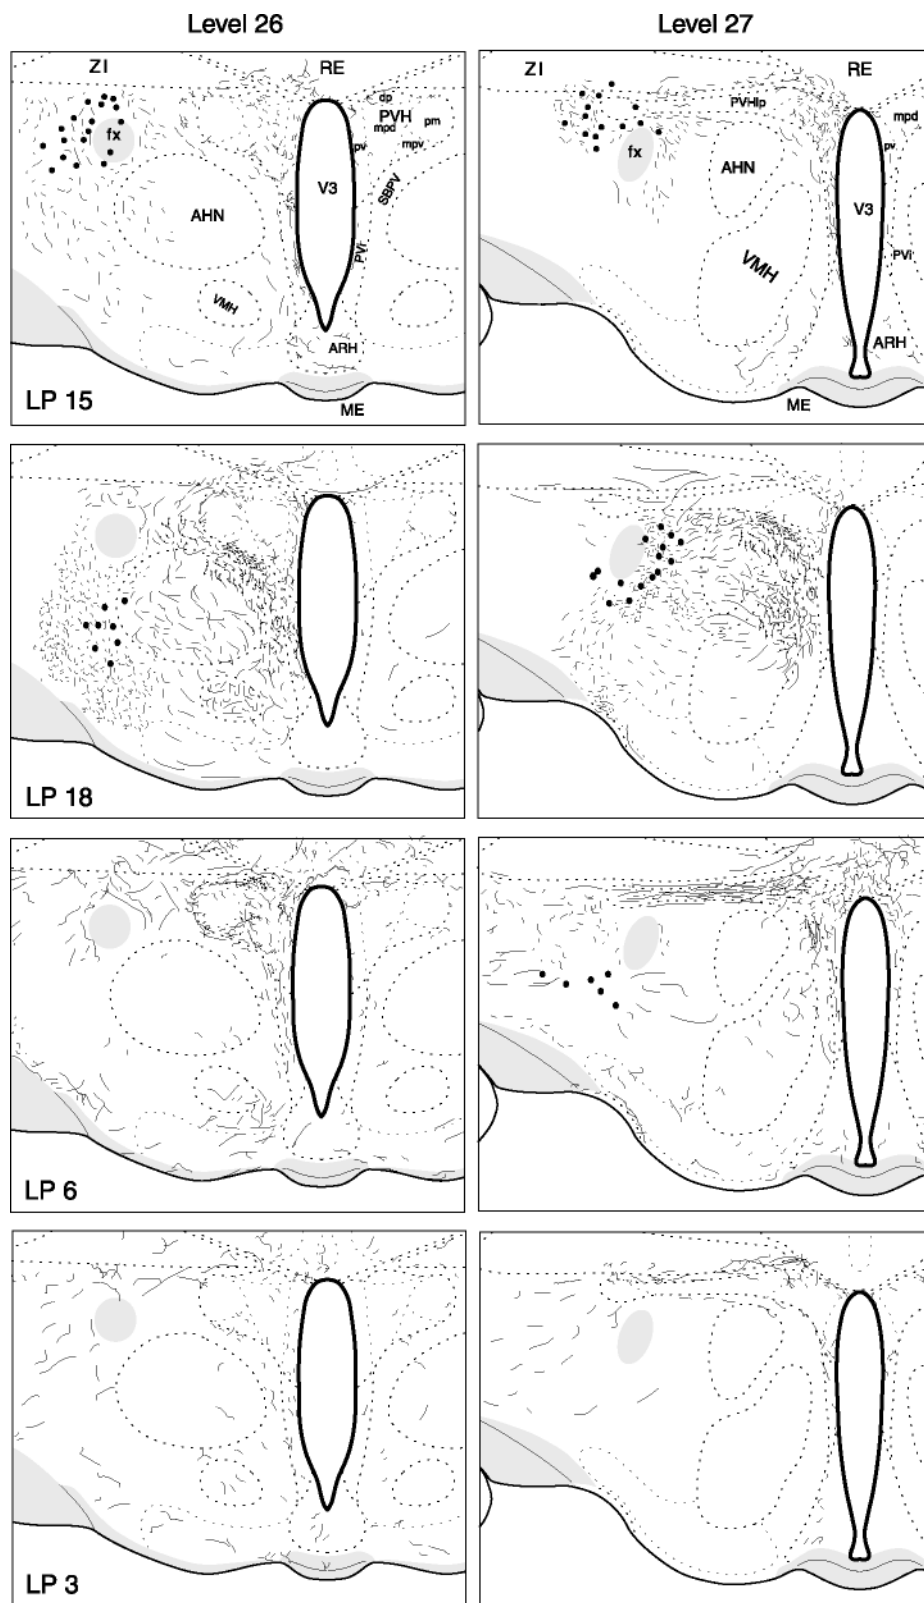 Level 26 Level 27
ZI RE ZI RE
dp
PVH
mpd pm
PVHlp
mpd
fx pv mpv
pv
fx
AHN
V3
SBPV
AHN V3
PVi
VMH
PVi
VMH
ARH
ARH
LP 15 ME ME
LP 18
LP 6
LP 3